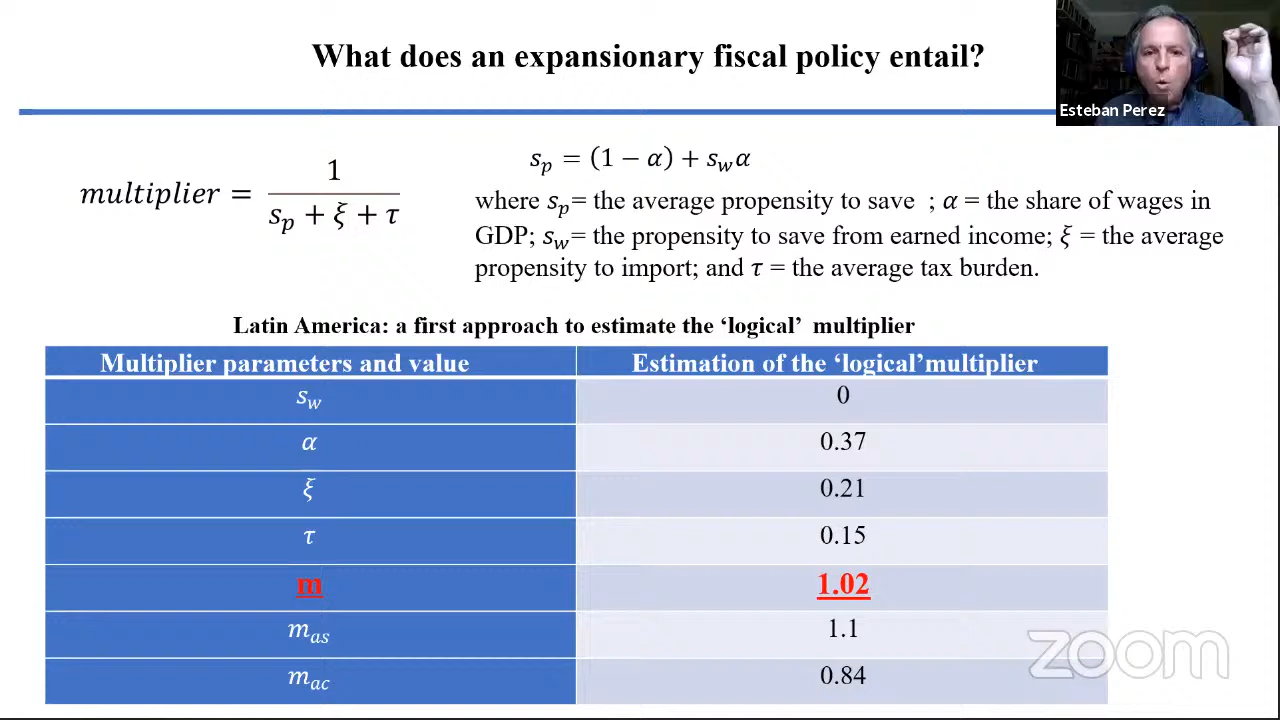 What does an expansionary fiscal policy entail?
Esteban Perez
multiplier = 1 / (sₚ + ξ + τ)
sₚ = (1 − α) + s_w α
where sₚ= the average propensity to save ; α = the share of wages in
GDP; s_w= the propensity to save from earned income; ξ = the average
propensity to import; and τ = the average tax burden.
Latin America: a first approach to estimate the ‘logical’ multiplier
Multiplier parameters and value Estimation of the ‘logical’multiplier
s_w 0
α 0.37
ξ 0.21
τ 0.15
m 1.02
m_as 1.1
m_ac 0.84
zoom